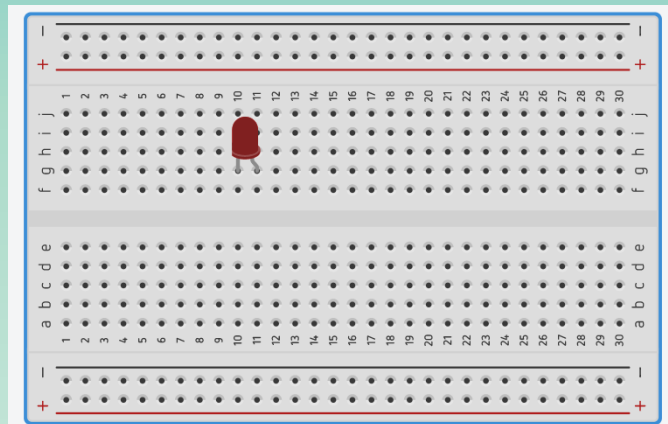 − −
+ +
1 2 3 4 5 6 7 8 9 10 11 12 13 14 15 16 17 18 19 20 21 22 23 24 25 26 27 28 29 30
j j
i i
h h
g g
f f
e e
d d
c c
b b
a a
1 2 3 4 5 6 7 8 9 10 11 12 13 14 15 16 17 18 19 20 21 22 23 24 25 26 27 28 29 30
− −
+ +